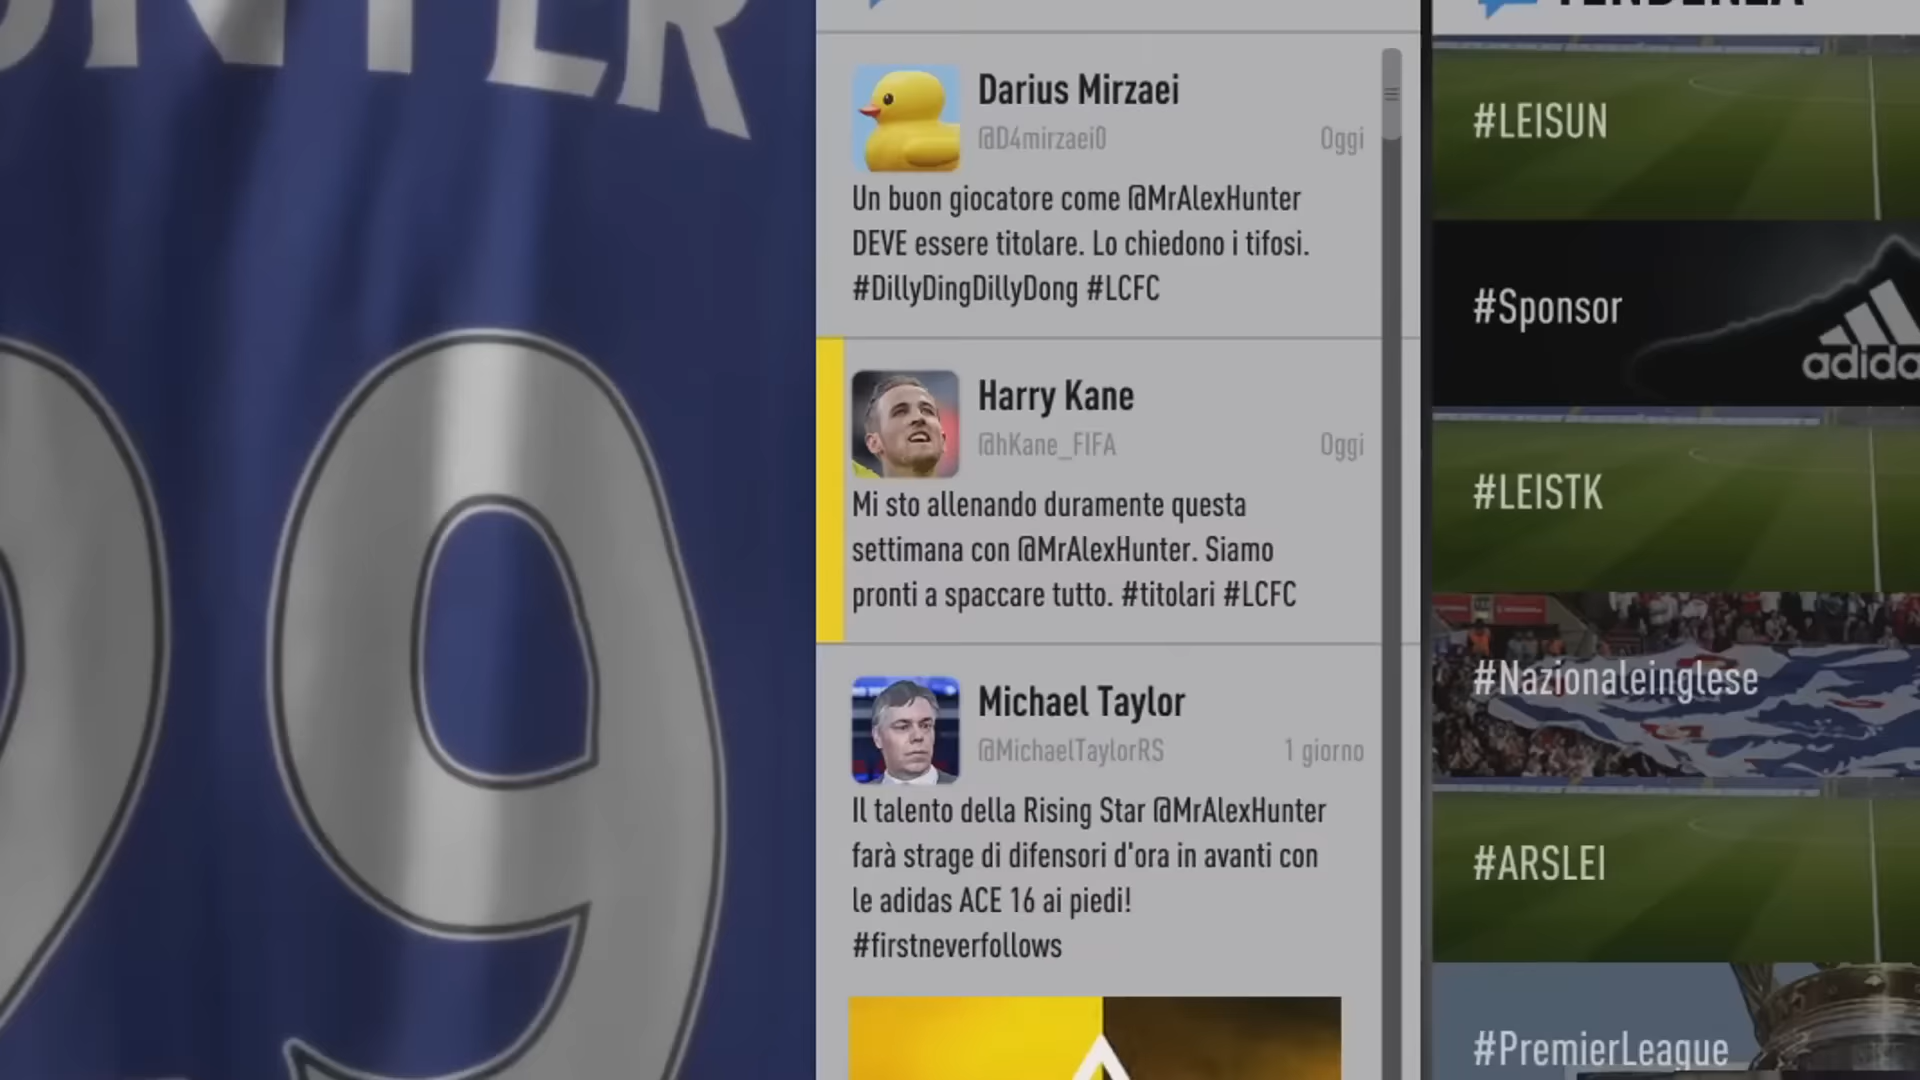 29
Darius Mirzaei
@D4mirzaei0 Oggi
Un buon giocatore come @MrAlexHunter
DEVE essere titolare. Lo chiedono i tifosi.
#DillyDingDillyDong #LCFC
Harry Kane
@hKane_FIFA Oggi
Mi sto allenando duramente questa
settimana con @MrAlexHunter. Siamo
pronti a spaccare tutto. #titolari #LCFC
Michael Taylor
@MichaelTaylorRS 1 giorno
Il talento della Rising Star @MrAlexHunter
farà strage di difensori d'ora in avanti con
le adidas ACE 16 ai piedi!
#firstneverfollows
#LEISUN
#Sponsor
adidas
#LEISTK
#Nazionaleinglese
#ARSLEI
#PremierLeague